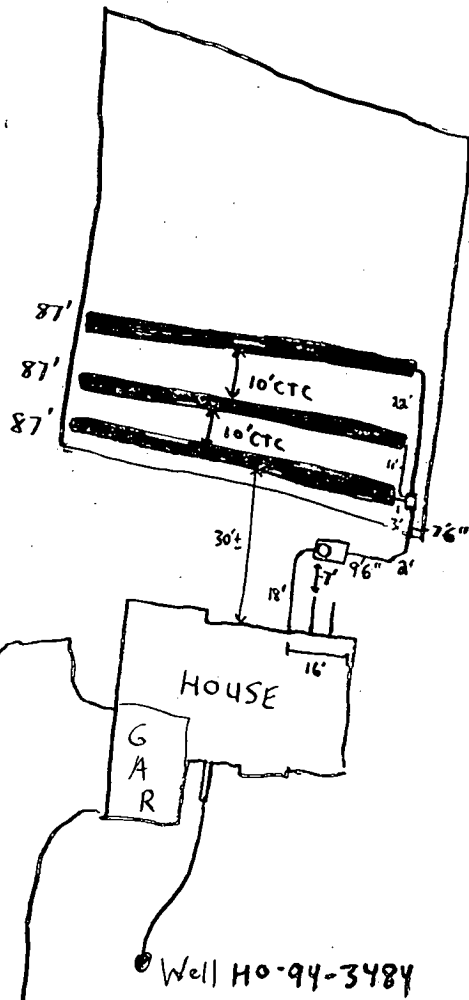 87'
87'
10' CTC
22'
87'
10' CTC
11'
3'
7'6"
30'±
9'6"
2'
7'
18'
16'
HOUSE
G
A
R
Well HO-94-3484